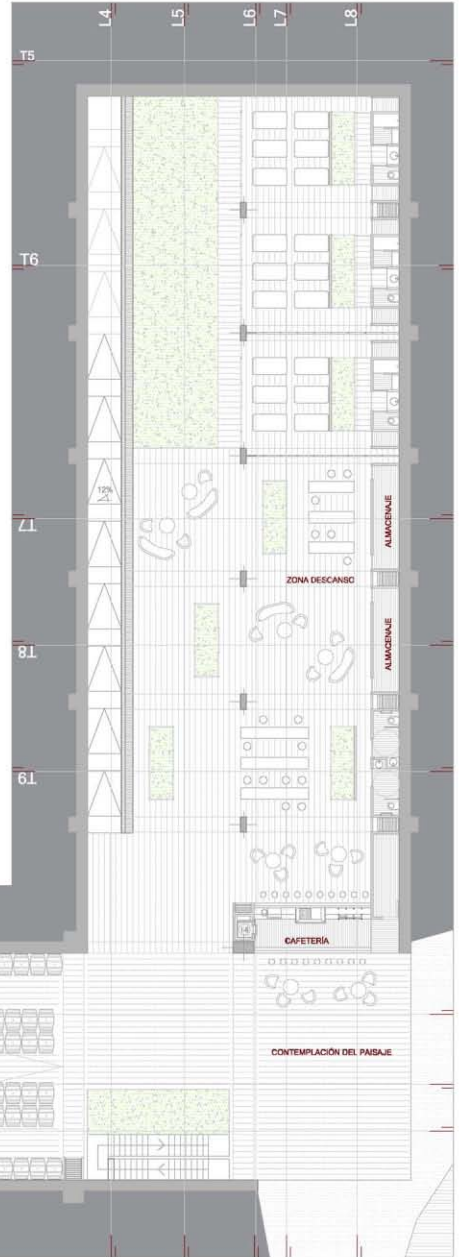 L4
L5
L6
L7
L8
T5
T6
12%
T7
ALMACENAJE
ZONA DESCANSO
T8
ALMACENAJE
T9
CAFETERÍA
CONTEMPLACIÓN DEL PAISAJE